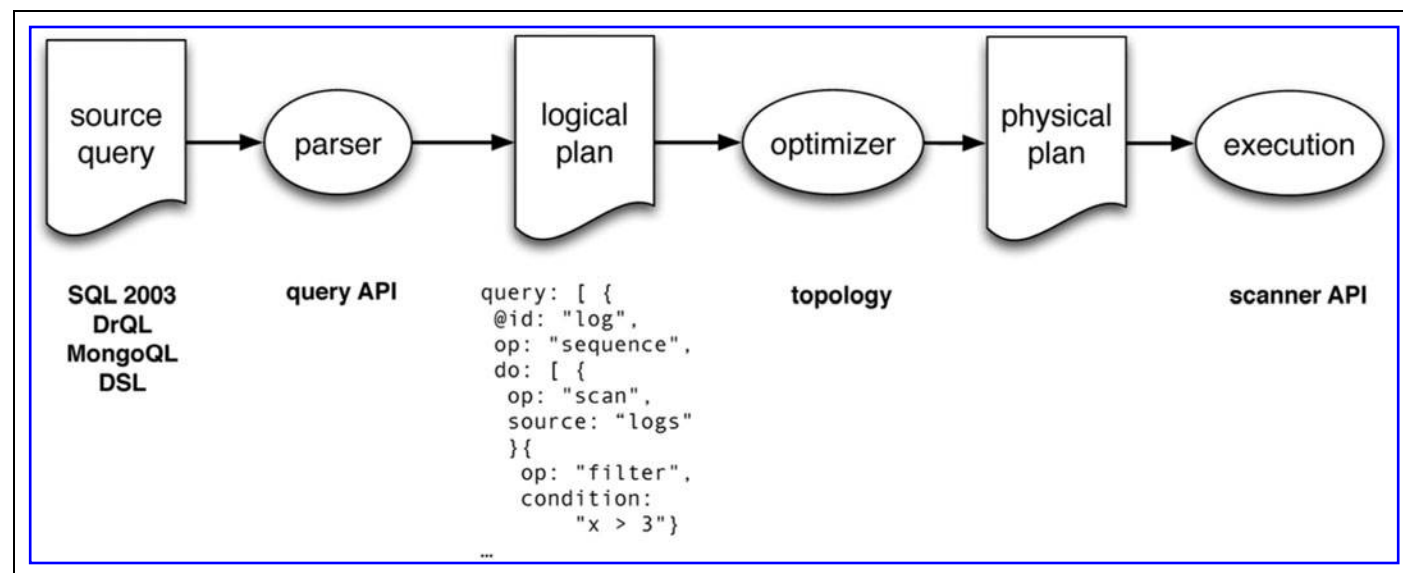 source
query
parser
logical
plan
optimizer
physical
plan
execution
SQL 2003
DrQL
MongoQL
DSL
query API
query: [ {
@id: "log",
op: "sequence",
do: [ {
op: "scan",
source: “logs"
}{
op: "filter",
condition:
"x > 3"}
…
topology
scanner API